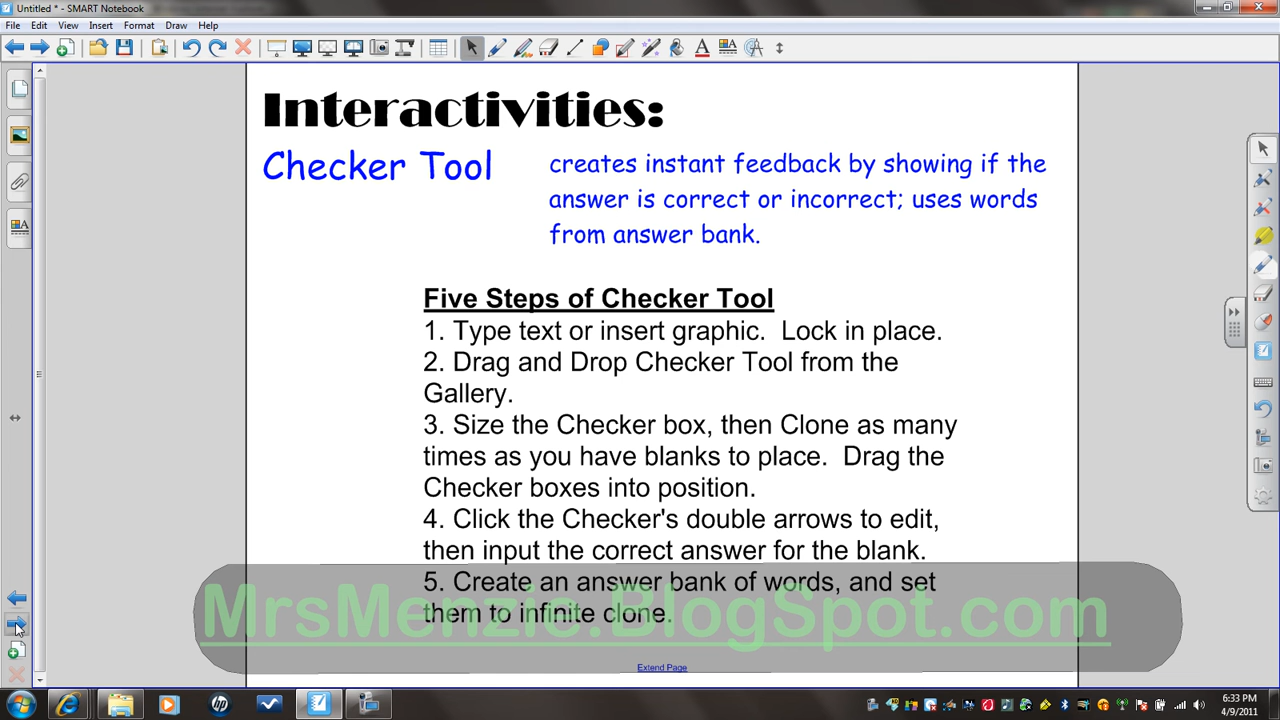 Untitled * - SMART Notebook
File Edit View Insert Format Draw Help
Interactivities:
Checker Tool
creates instant feedback by showing if the
answer is correct or incorrect; uses words
from answer bank.
Five Steps of Checker Tool
1. Type text or insert graphic. Lock in place.
2. Drag and Drop Checker Tool from the
Gallery.
3. Size the Checker box, then Clone as many
times as you have blanks to place. Drag the
Checker boxes into position.
4. Click the Checker's double arrows to edit,
then input the correct answer for the blank.
5. Create an answer bank of words, and set
them to infinite clone.
MrsMenzie.BlogSpot.com
Extend Page
6:33 PM
4/9/2011